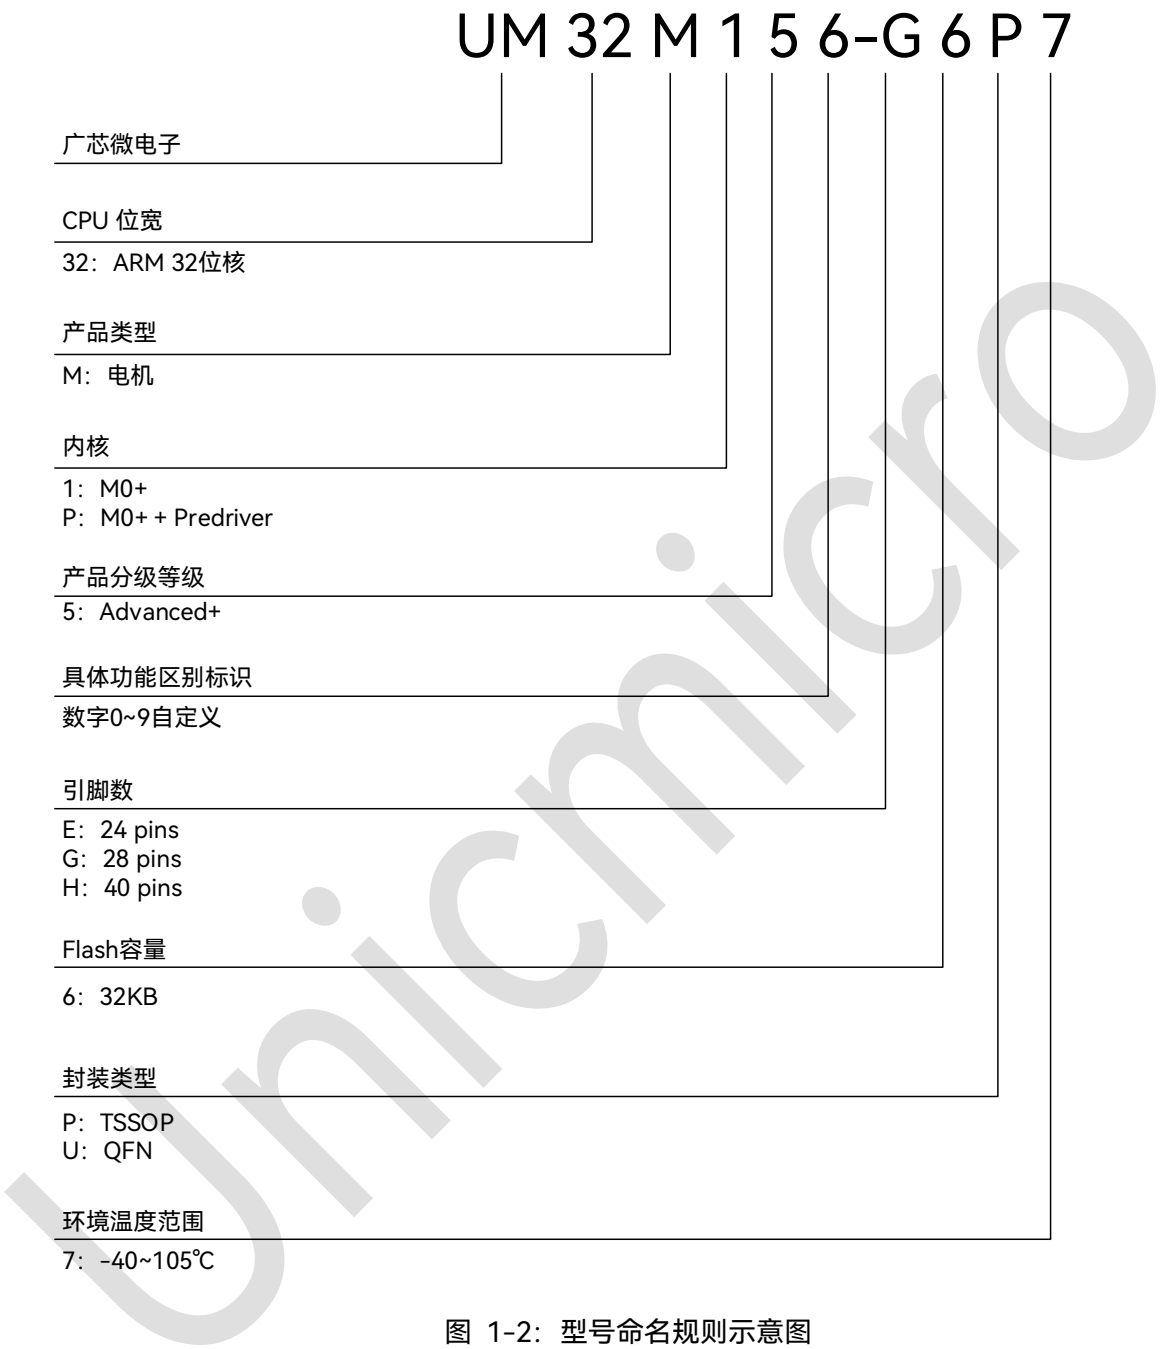 UM 32 M 1 5 6-G 6 P 7
广芯微电子
CPU 位宽
32：ARM 32位核
产品类型
M：电机
内核
1：M0+
P：M0+ + Predriver
产品分级等级
5：Advanced+
具体功能区别标识
数字0~9自定义
引脚数
E：24 pins
G：28 pins
H：40 pins
Flash容量
6：32KB
封装类型
P：TSSOP
U：QFN
环境温度范围
7：-40~105℃
图 1-2：型号命名规则示意图
Unicmicro